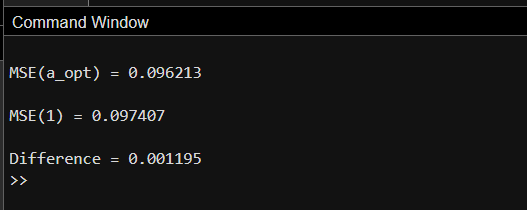 Command Window
MSE(a_opt) = 0.096213
MSE(1) = 0.097407
Difference = 0.001195
>>